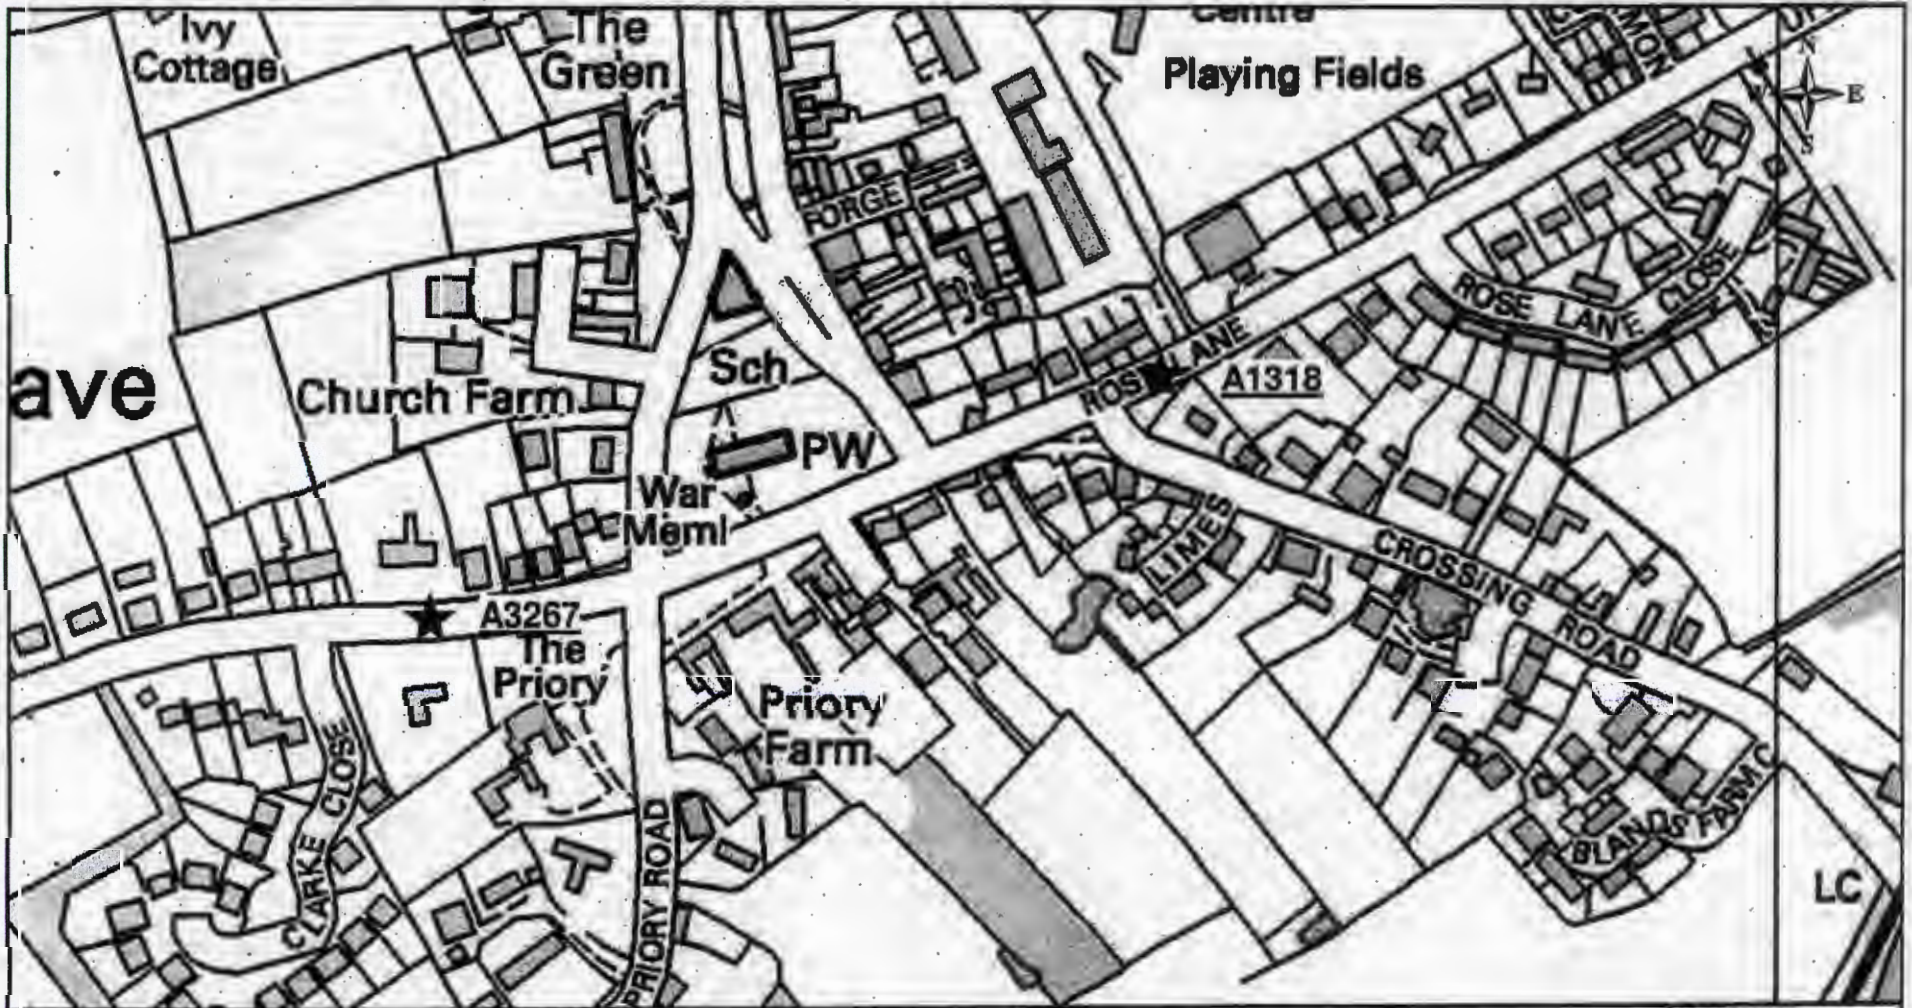 Ivy
Cottage
The
Green
Centre
Playing Fields
N
E
S
FORGE
ROSE LANE CLOSE
Sch
LANE
A1318
ave
Church Farm
PW
War
Meml
LIMES
CROSSING ROAD
A3267
The
Priory
Priory
Farm
CLARKE CLOSE
PRIORY ROAD
BLANDS FARM C
LC